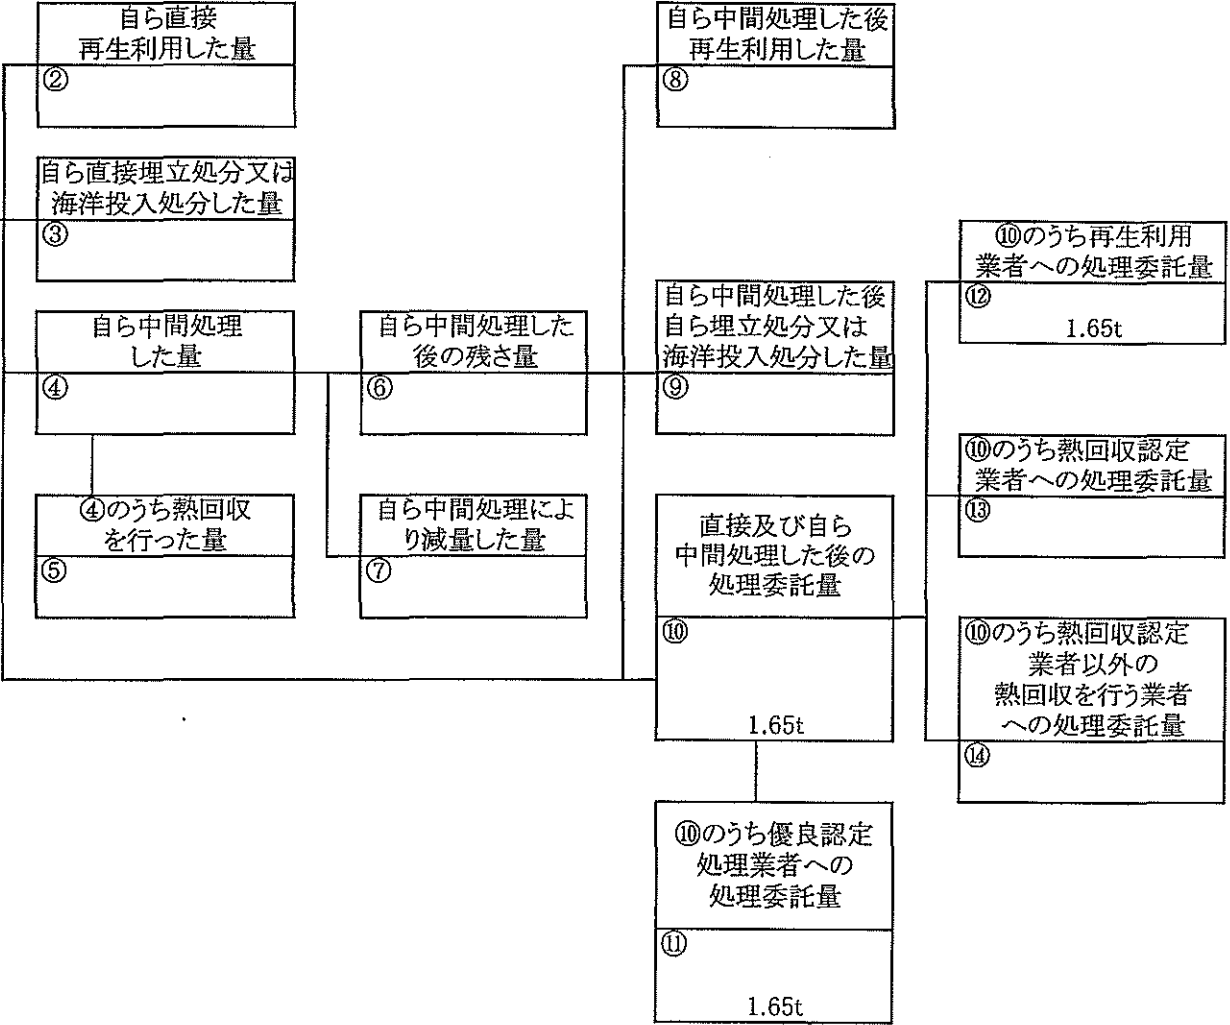 自ら直接
再生利用した量
②
自ら直接埋立処分又は
海洋投入処分した量
③
自ら中間処理
した量
④
④のうち熱回収
を行った量
⑤
自ら中間処理した
後の残さ量
⑥
自ら中間処理によ
り減量した量
⑦
自ら中間処理した後
再生利用した量
⑧
自ら中間処理した後
自ら埋立処分又は
海洋投入処分した量
⑨
直接及び自ら
中間処理した後の
処理委託量
⑩
1.65t
⑩のうち優良認定
処理業者への
処理委託量
⑪
1.65t
⑩のうち再生利用
業者への処理委託量
⑫
1.65t
⑩のうち熱回収認定
業者への処理委託量
⑬
⑩のうち熱回収認定
業者以外の
熱回収を行う業者
への処理委託量
⑭